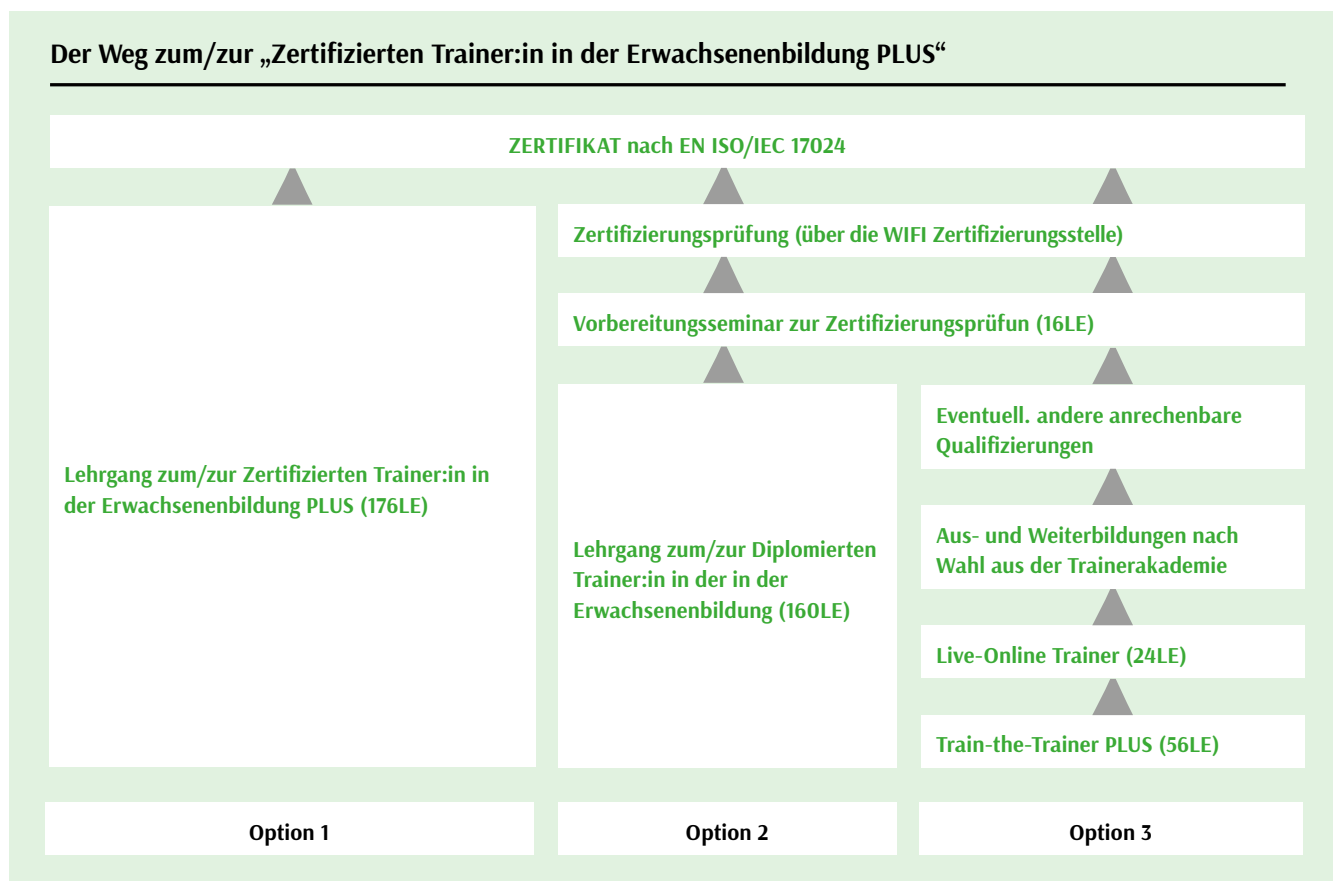 Der Weg zum/zur „Zertifizierten Trainer:in in der Erwachsenenbildung PLUS“
ZERTIFIKAT nach EN ISO/IEC 17024
Lehrgang zum/zur Zertifizierten Trainer:in in
der Erwachsenenbildung PLUS (176LE)
Zertifizierungsprüfung (über die WIFI Zertifizierungsstelle)
Vorbereitungsseminar zur Zertifizierungsprüfun (16LE)
Lehrgang zum/zur Diplomierten
Trainer:in in der in der
Erwachsenenbildung (160LE)
Eventuell. andere anrechenbare
Qualifizierungen
Aus- und Weiterbildungen nach
Wahl aus der Trainerakademie
Live-Online Trainer (24LE)
Train-the-Trainer PLUS (56LE)
Option 1
Option 2
Option 3